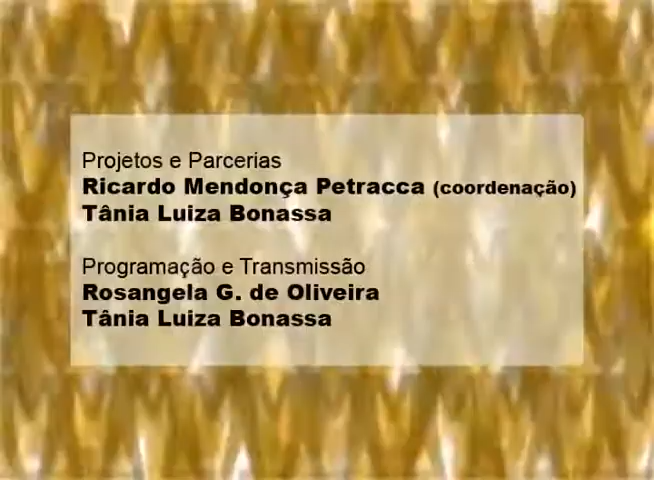 Projetos e Parcerias
Ricardo Mendonça Petracca (coordenação)
Tânia Luiza Bonassa
Programação e Transmissão
Rosangela G. de Oliveira
Tânia Luiza Bonassa